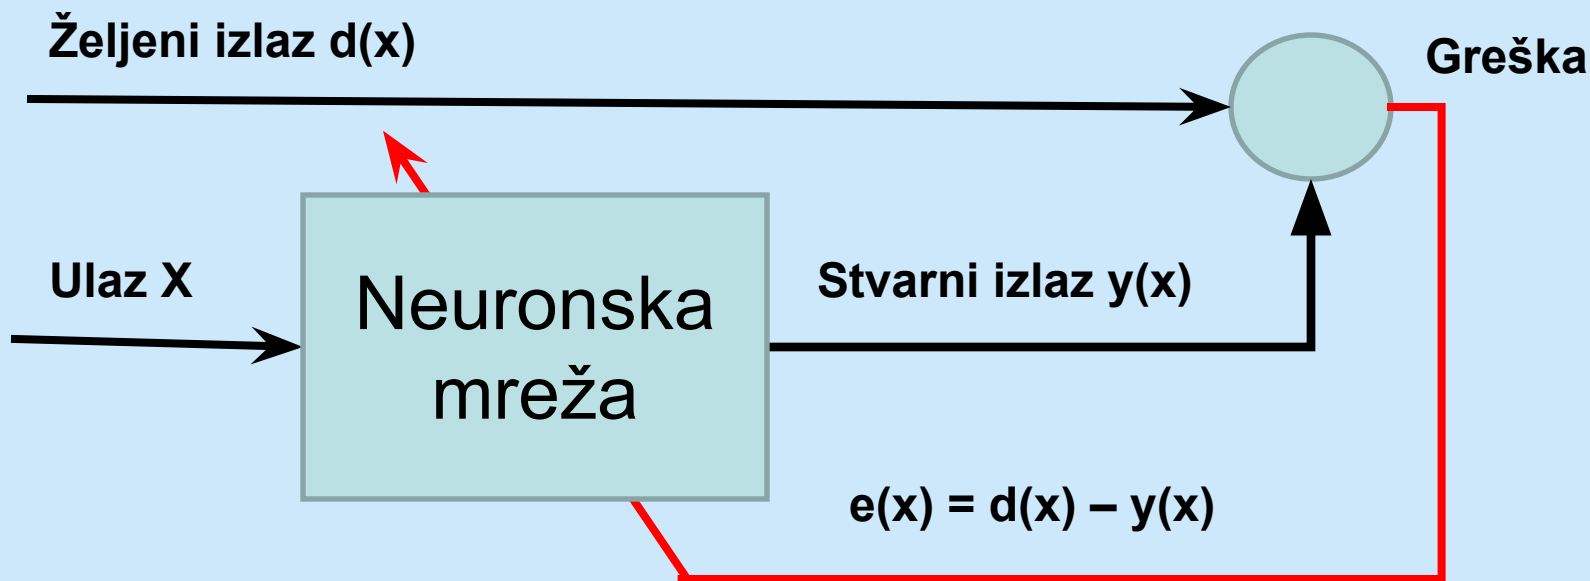 Željeni izlaz d(x)
Greška
Ulaz X
Neuronska
mreža
Stvarni izlaz y(x)
e(x) = d(x) – y(x)